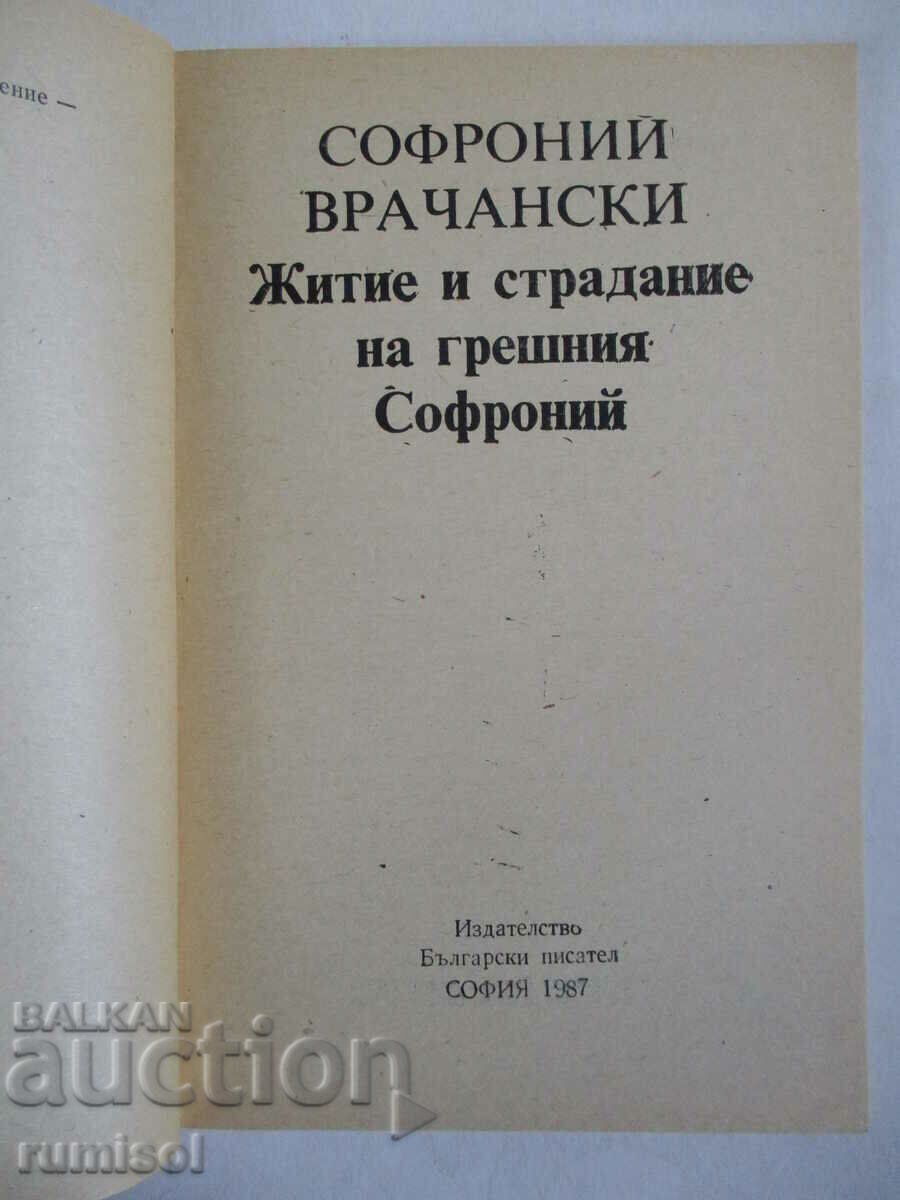 ение —
СОФРОНИЙ
ВРАЧАНСКИ
Житие и страдание
на грешния
Софроний
Издателство
Български писател
СОФИЯ 1987
BALKAN
auction
rumisol